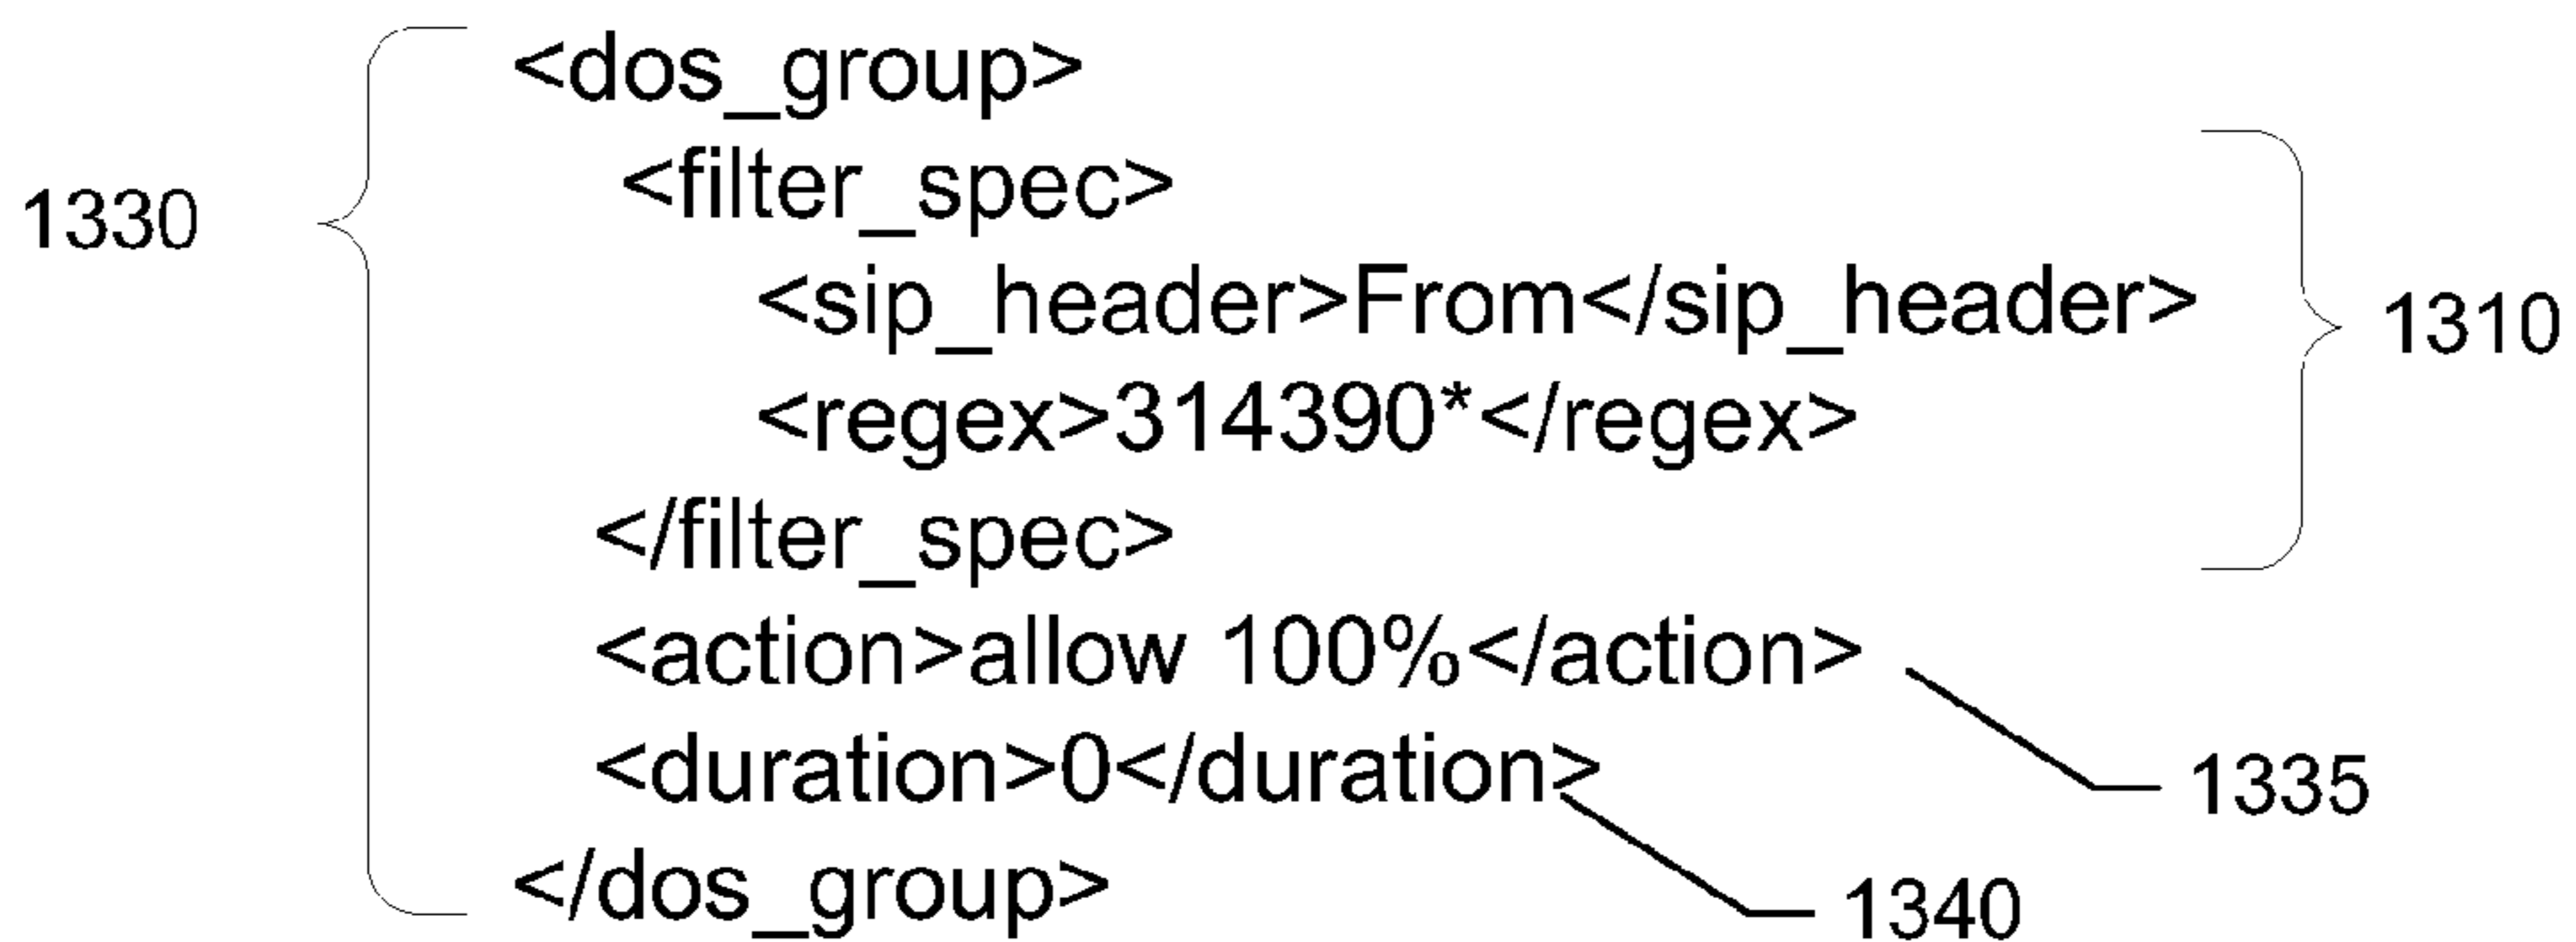 <dos_group>
<filter_spec>
1330
<sip_header>From</sip_header>
1310
<regex>314390*</regex>
</filter_spec>
<action>allow 100%</action>
<duration>0</duration>
1335
</dos_group>
1340